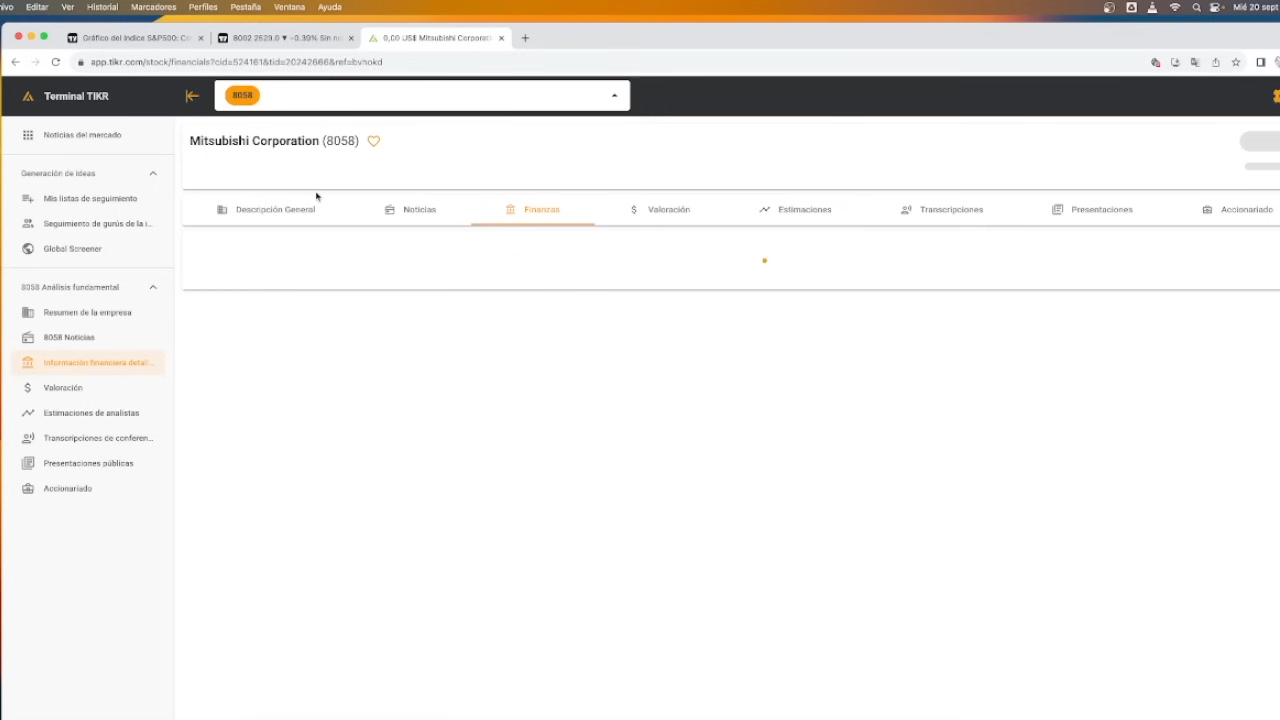 Editar Ver Historial Marcadores Perfiles Pestaña Ventana Ayuda Mié 20 sept
Gráfico del Índice S&P500: 8002 2529.0 ▼ −0.39% Sin 0,00 US$ Mitsubishi
app.tikr.com/stock/financials?cid=524161&tid=20242666&ref=bvhokd
Terminal TIKR 8058
Noticias del mercado
Mitsubishi Corporation (8058)
Generación de ideas
Mis listas de seguimiento
Seguimiento de gurús de la i...
Global Screener
Descripción General Noticias Finanzas Valoración Estimaciones Transcripciones Presentaciones Accionariado
8058 Análisis fundamental
Resumen de la empresa
8058 Noticias
Información financiera detall...
Valoración
Estimaciones de analistas
Transcripciones de conferen...
Presentaciones públicas
Accionariado